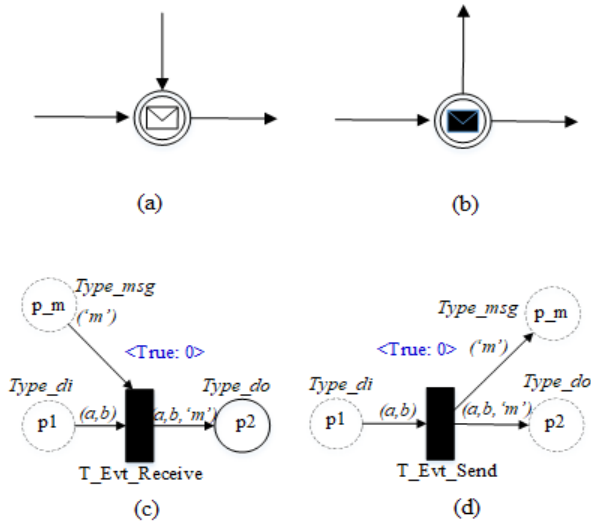 (a)
(b)
Type_msg
p_m
('m')
<True: 0>
Type_di
Type_do
p1
(a,b)
(a,b,'m')
p2
T_Evt_Receive
(c)
Type_msg
p_m
<True: 0>
('m')
Type_di
Type_do
p1
(a,b)
(a,b,'m')
p2
T_Evt_Send
(d)